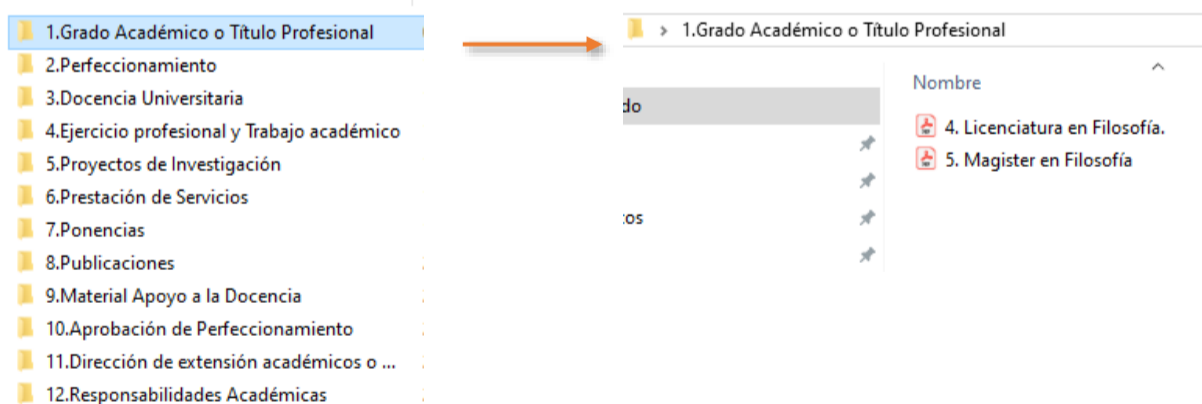 1.Grado Académico o Título Profesional
2.Perfeccionamiento
3.Docencia Universitaria
4.Ejercicio profesional y Trabajo académico
5.Proyectos de Investigación
6.Prestación de Servicios
7.Ponencias
8.Publicaciones
9.Material Apoyo a la Docencia
10.Aprobación de Perfeccionamiento
11.Dirección de extensión académicos o ...
12.Responsabilidades Académicas
> 1.Grado Académico o Título Profesional
Nombre
do
4. Licenciatura en Filosofía.
5. Magister en Filosofía
:os